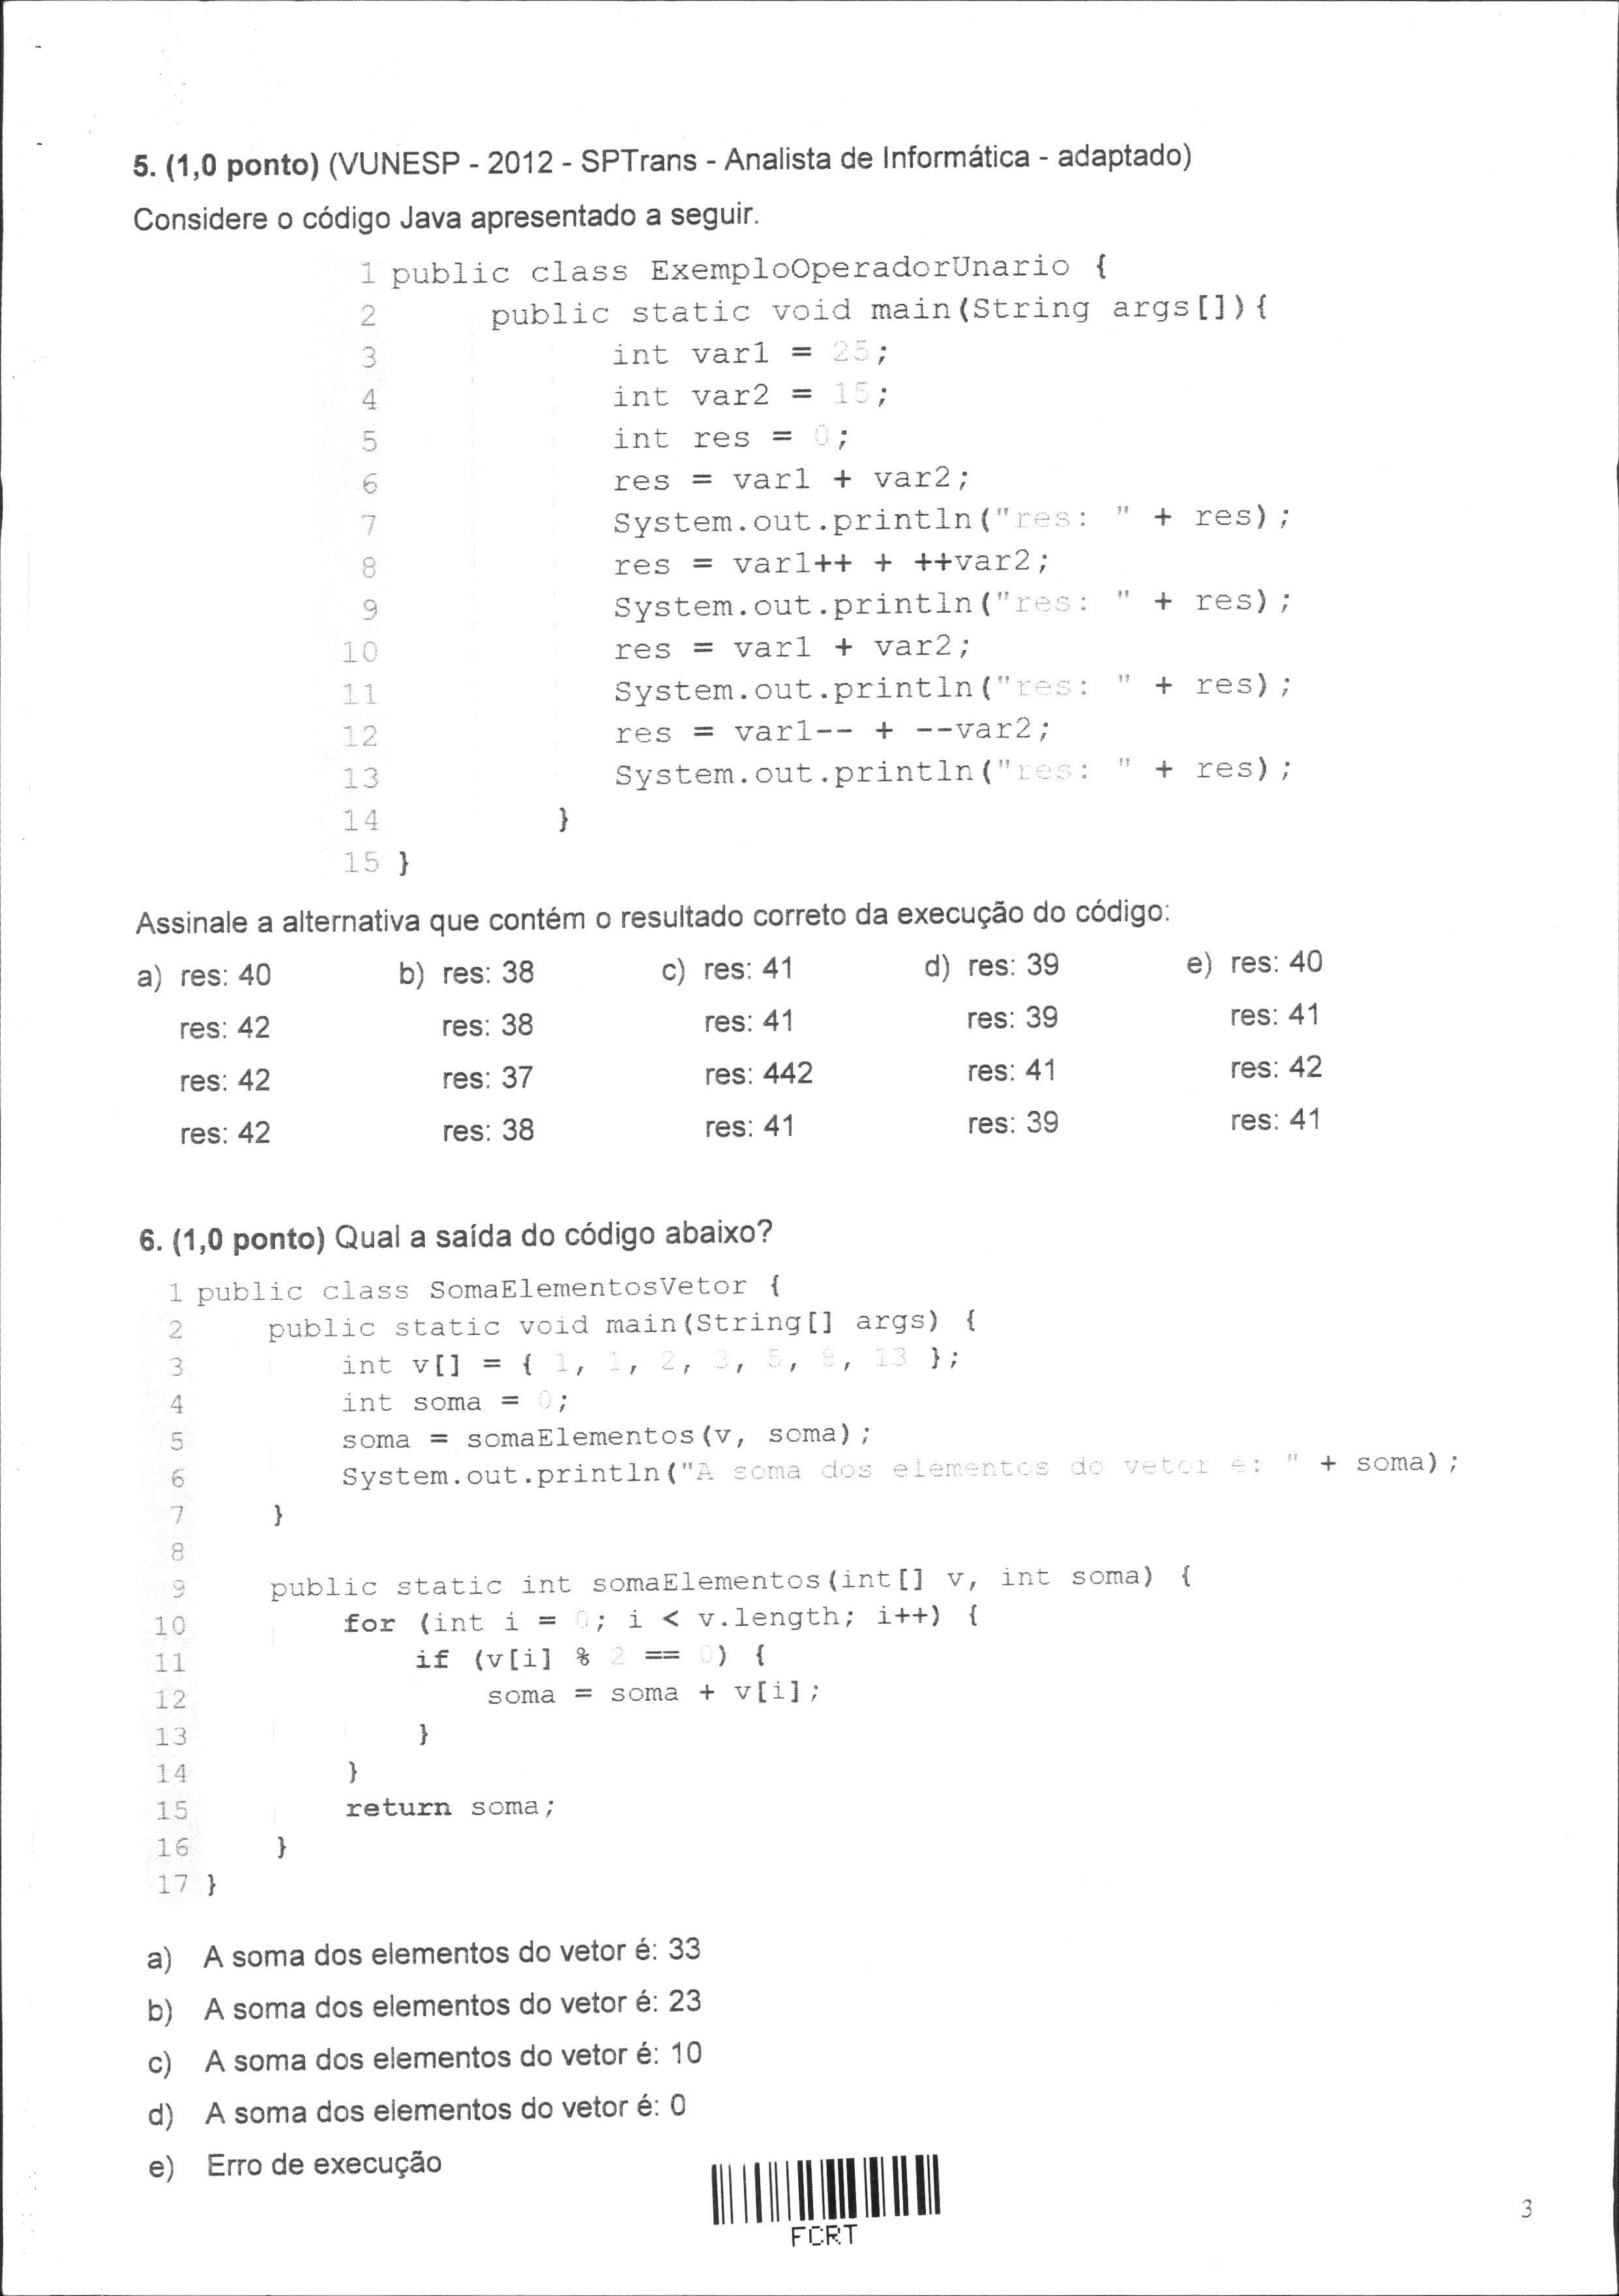 5. (1,0 ponto) (VUNESP - 2012 - SPTrans - Analista de Informática - adaptado)
Considere o código Java apresentado a seguir.
1 public class ExemploOperadorUnario {
2 public static void main(String args[]){
3 int var1 = 25;
4 int var2 = 15;
5 int res = 0;
6 res = var1 + var2;
7 System.out.println("res: " + res);
8 res = var1++ + ++var2;
9 System.out.println("res: " + res);
10 res = var1 + var2;
11 System.out.println("res: " + res);
12 res = var1-- + --var2;
13 System.out.println("res: " + res);
14 }
15 }
Assinale a alternativa que contém o resultado correto da execução do código:
a) res: 40 b) res: 38 c) res: 41 d) res: 39 e) res: 40
res: 42 res: 38 res: 41 res: 39 res: 41
res: 42 res: 37 res: 442 res: 41 res: 42
res: 42 res: 38 res: 41 res: 39 res: 41
6. (1,0 ponto) Qual a saída do código abaixo?
1 public class SomaElementosVetor {
2 public static void main(String[] args) {
3 int v[] = { 1, 1, 2, 3, 5, 8, 13 };
4 int soma = 0;
5 soma = somaElementos(v, soma);
6 System.out.println("A soma dos elementos do vetor é: " + soma);
7 }
8
9 public static int somaElementos(int[] v, int soma) {
10 for (int i = 0; i < v.length; i++) {
11 if (v[i] % 2 == 0) {
12 soma = soma + v[i];
13 }
14 }
15 return soma;
16 }
17 }
a) A soma dos elementos do vetor é: 33
b) A soma dos elementos do vetor é: 23
c) A soma dos elementos do vetor é: 10
d) A soma dos elementos do vetor é: 0
e) Erro de execução
FCRT
3